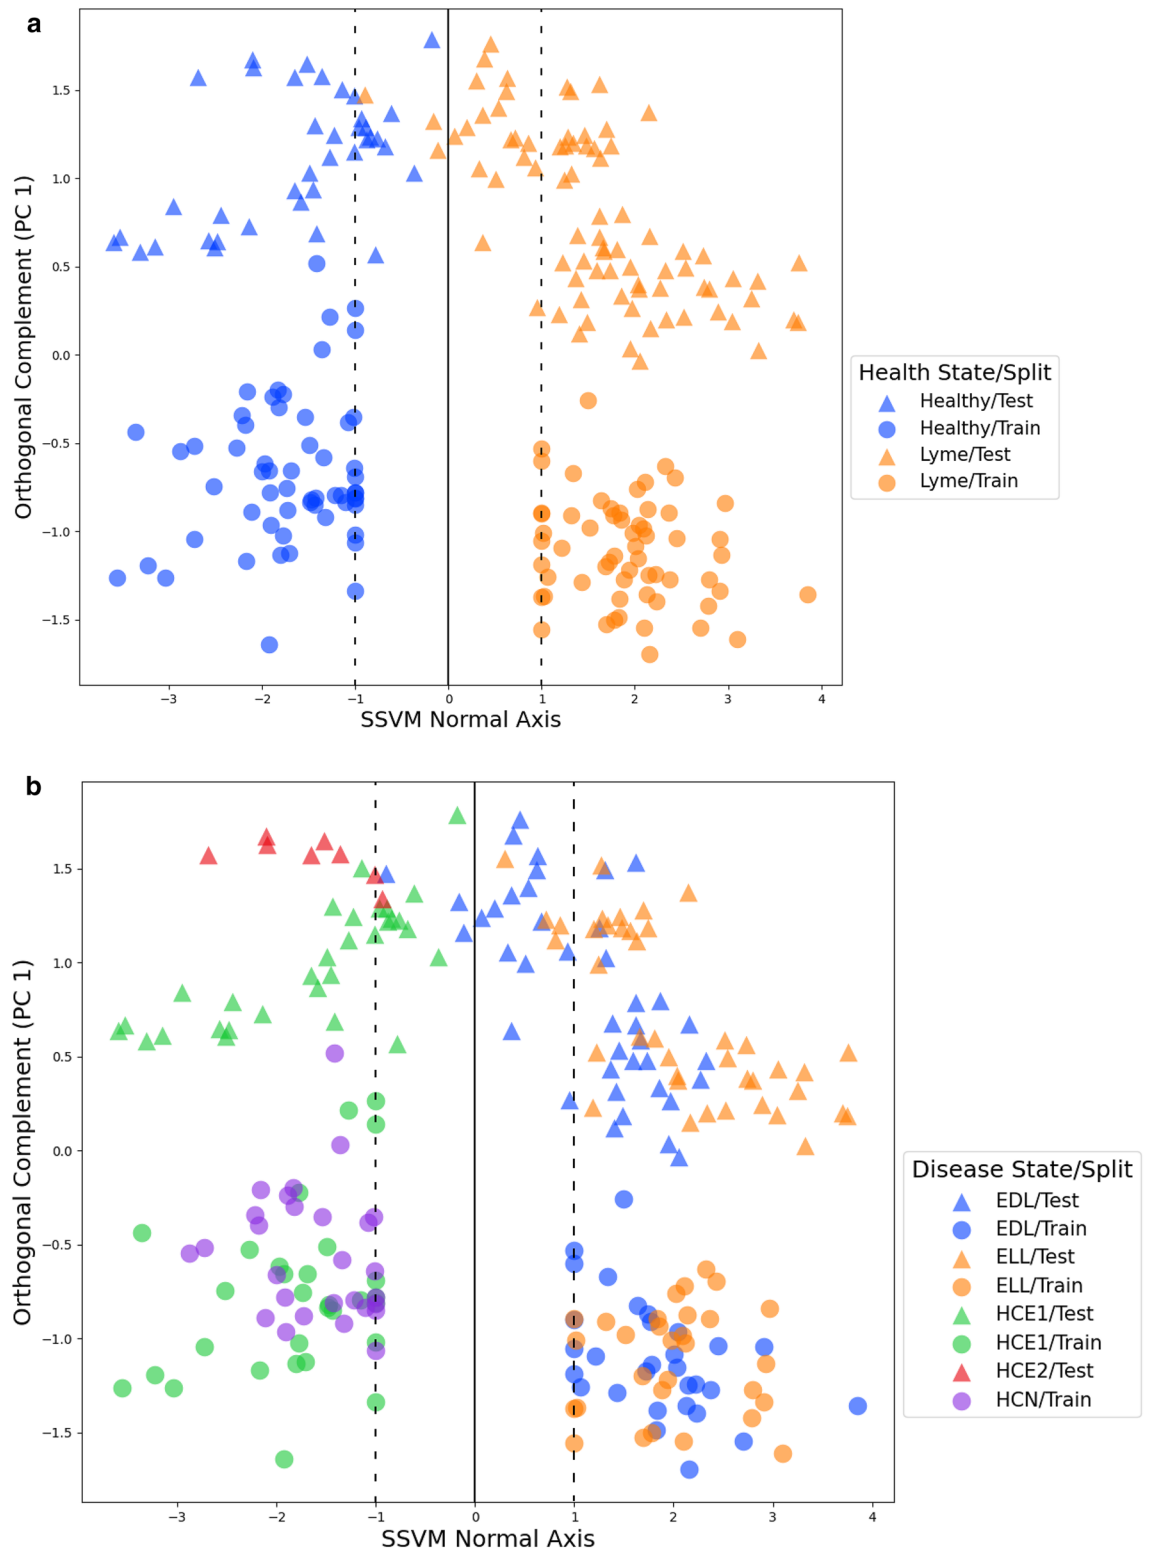 a
1.5
1.0
0.5
0.0
−0.5
−1.0
−1.5
Orthogonal Complement (PC 1)
−3 −2 −1 0 1 2 3 4
SSVM Normal Axis
Health State/Split
Healthy/Test
Healthy/Train
Lyme/Test
Lyme/Train
b
1.5
1.0
0.5
0.0
−0.5
−1.0
−1.5
Orthogonal Complement (PC 1)
−3 −2 −1 0 1 2 3 4
SSVM Normal Axis
Disease State/Split
EDL/Test
EDL/Train
ELL/Test
ELL/Train
HCE1/Test
HCE1/Train
HCE2/Test
HCN/Train